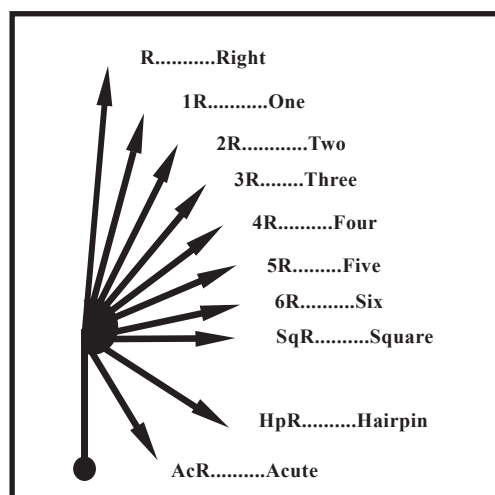 R...........Right
1R...........One
2R............Two
3R........Three
4R..........Four
5R.........Five
6R..........Six
SqR..........Square
HpR..........Hairpin
AcR..........Acute